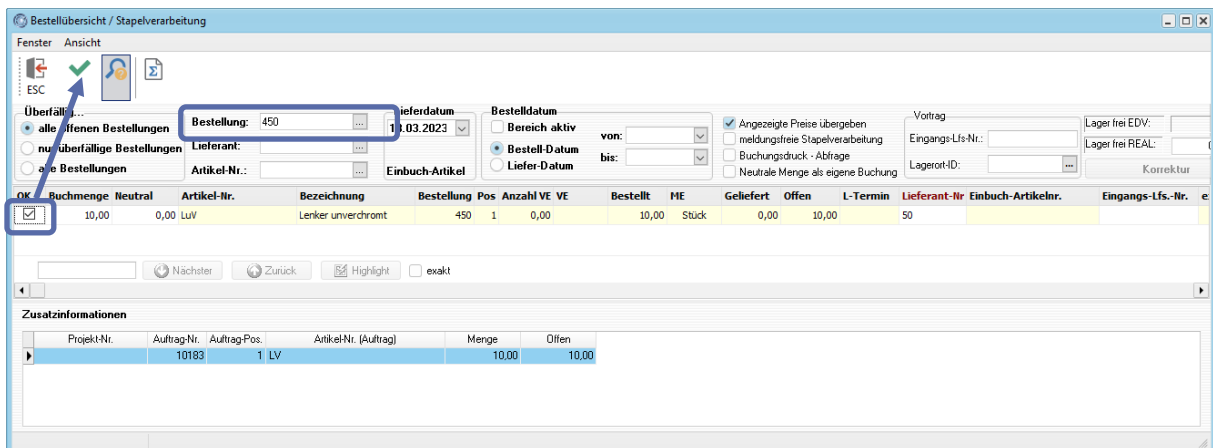 Bestellübersicht / Stapelverarbeitung
Fenster Ansicht
ESC
Überfällig...
alle offenen Bestellungen
nur überfällige Bestellungen
alle Bestellungen
Bestellung: 450 ...
Lieferant: ...
Artikel-Nr.: ...
Lieferdatum
.03.2023
Einbuch-Artikel
Bestelldatum
Bereich aktiv
Bestell-Datum
Liefer-Datum
von:
bis:
Angezeigte Preise übergeben
meldungsfreie Stapelverarbeitung
Buchungsdruck - Abfrage
Neutrale Menge als eigene Buchung
Vortrag
Eingangs-Lfs-Nr.:
Lagerort-ID: ...
Lager frei EDV:
Lager frei REAL: 0
Korrektur
OK Buchmenge Neutral Artikel-Nr. Bezeichnung Bestellung Pos Anzahl VE VE Bestellt ME Geliefert Offen L-Termin Lieferant-Nr Einbuch-Artikelnr. Eingangs-Lfs.-Nr.
10,00 0,00 LuV Lenker unverchromt 450 1 0,00 10,00 Stück 0,00 10,00 50
Nächster Zurück Highlight exakt
Zusatzinformationen
Projekt-Nr. Auftrag-Nr. Auftrag-Pos. Artikel-Nr. (Auftrag) Menge Offen
10183 1 LV 10,00 10,00